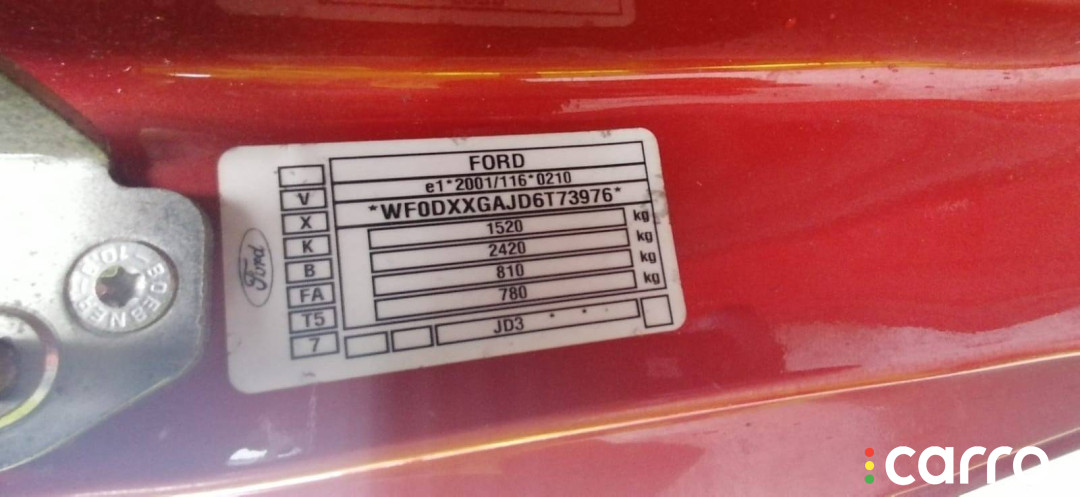 FORD
e1*2001/116*0210
*WF0DXXGAJD6T73976*
1520 kg
2420 kg
810 kg
780 kg
JD3 * * *
V
X
K
B
FA
T5
7
Ford
BOEBNER
carro